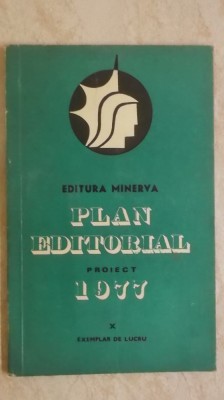 EDITURA MINERVA
PLAN
EDITORIAL
PROIECT
1977
X
EXEMPLAR DE LUCRU